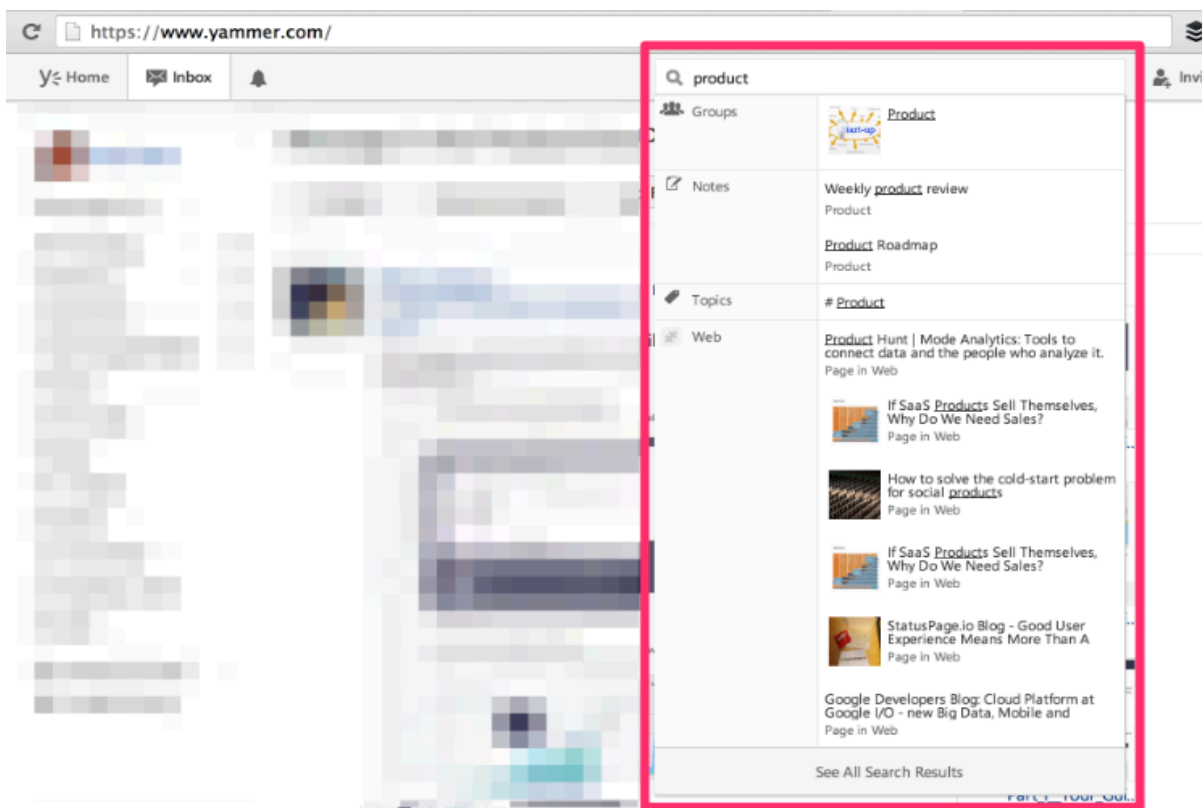 https://www.yammer.com/
Home
Inbox
product
Invi
Groups
Product
Notes
Weekly product review
Product
Product Roadmap
Product
Topics
# Product
Web
Product Hunt | Mode Analytics: Tools to
connect data and the people who analyze it.
Page in Web
If SaaS Products Sell Themselves,
Why Do We Need Sales?
Page in Web
How to solve the cold-start problem
for social products
Page in Web
If SaaS Products Sell Themselves,
Why Do We Need Sales?
Page in Web
StatusPage.io Blog - Good User
Experience Means More Than A
Page in Web
Google Developers Blog: Cloud Platform at
Google I/O - new Big Data, Mobile and
Page in Web
See All Search Results